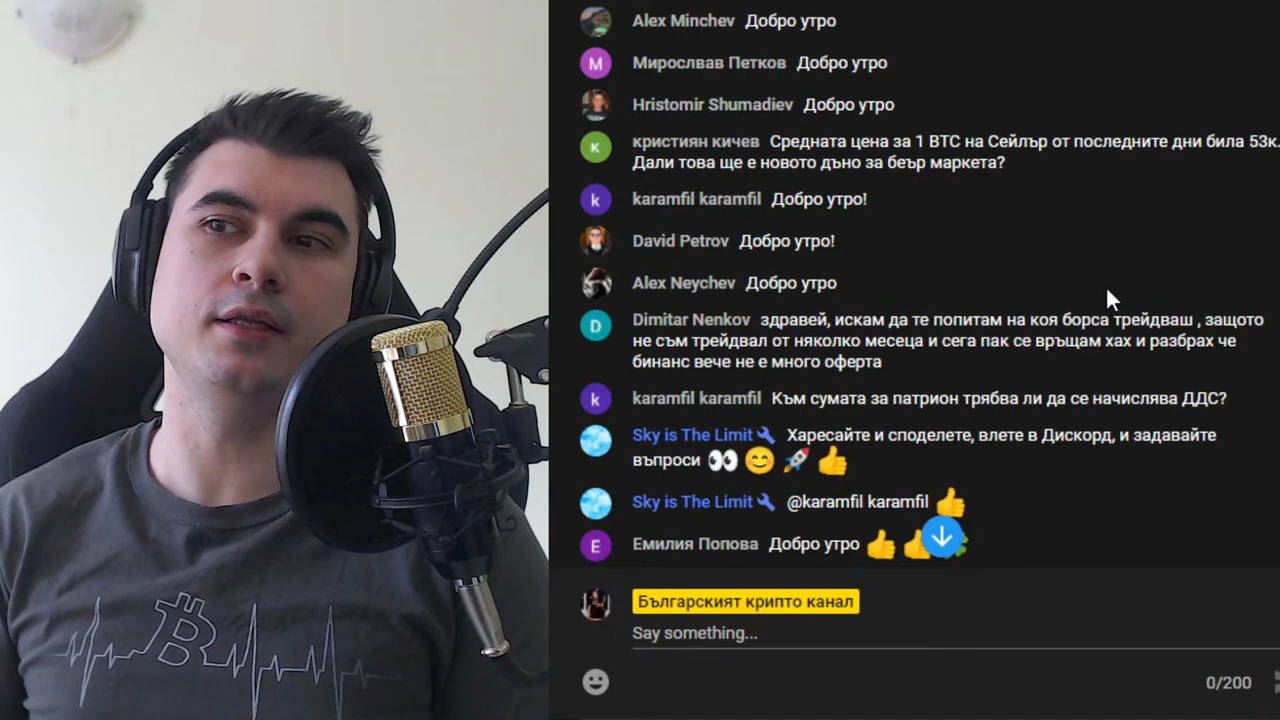 Alex Minchev Добро утро
M Мирослвав Петков Добро утро
Hristomir Shumadiev Добро утро
к кристиян кичев Средната цена за 1 BTC на Сейлър от последните дни била 53к.
Дали това ще е новото дъно за беър маркета?
k karamfil karamfil Добро утро!
David Petrov Добро утро!
Alex Neychev Добро утро
D Dimitar Nenkov здравей, искам да те попитам на коя борса трейдваш , защото
не съм трейдвал от няколко месеца и сега пак се връщам хах и разбрах че
бинанс вече не е много оферта
k karamfil karamfil Към сумата за патрион трябва ли да се начислява ДДС?
Sky is The Limit Харесайте и споделете, влете в Дискорд, и задавайте
въпроси 👀 😊 🚀 👍
Sky is The Limit @karamfil karamfil 👍
Е Емилия Попова Добро утро 👍 👍
Българският крипто канал
Say something...
0/200